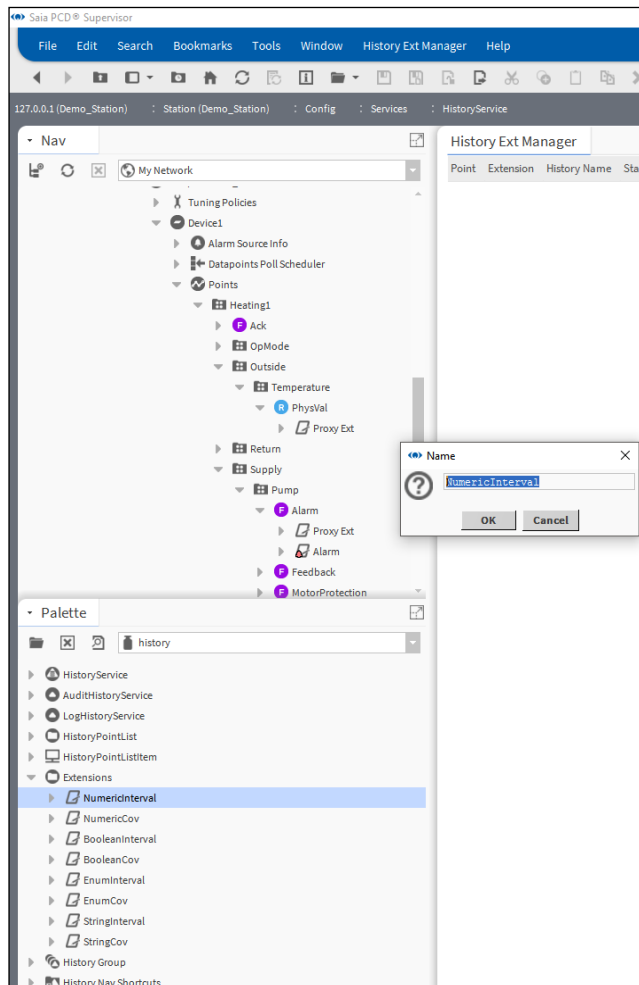 Saia PCD® Supervisor
File Edit Search Bookmarks Tools Window History Ext Manager Help
127.0.0.1 (Demo_Station) : Station (Demo_Station) : Config : Services : HistoryService
Nav
My Network
Tuning Policies
Device1
Alarm Source Info
Datapoints Poll Scheduler
Points
Heating1
F Ack
OpMode
Outside
Temperature
R PhysVal
Proxy Ext
Return
Supply
Pump
F Alarm
Proxy Ext
Alarm
F Feedback
F MotorProtection
History Ext Manager
Point Extension History Name Sta
Name
NumericInterval
OK Cancel
Palette
history
HistoryService
AuditHistoryService
LogHistoryService
HistoryPointList
HistoryPointListItem
Extensions
NumericInterval
NumericCov
BooleanInterval
BooleanCov
EnumInterval
EnumCov
StringInterval
StringCov
History Group
History Nav Shortcuts